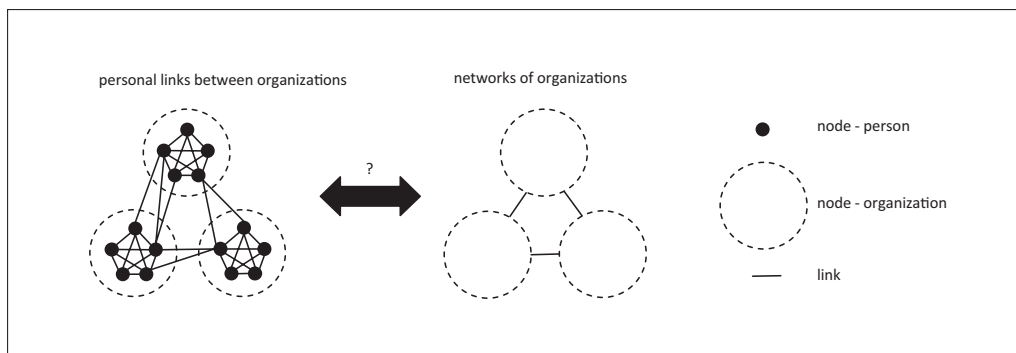 personal links between organizations
networks of organizations
?
node - person
node - organization
link